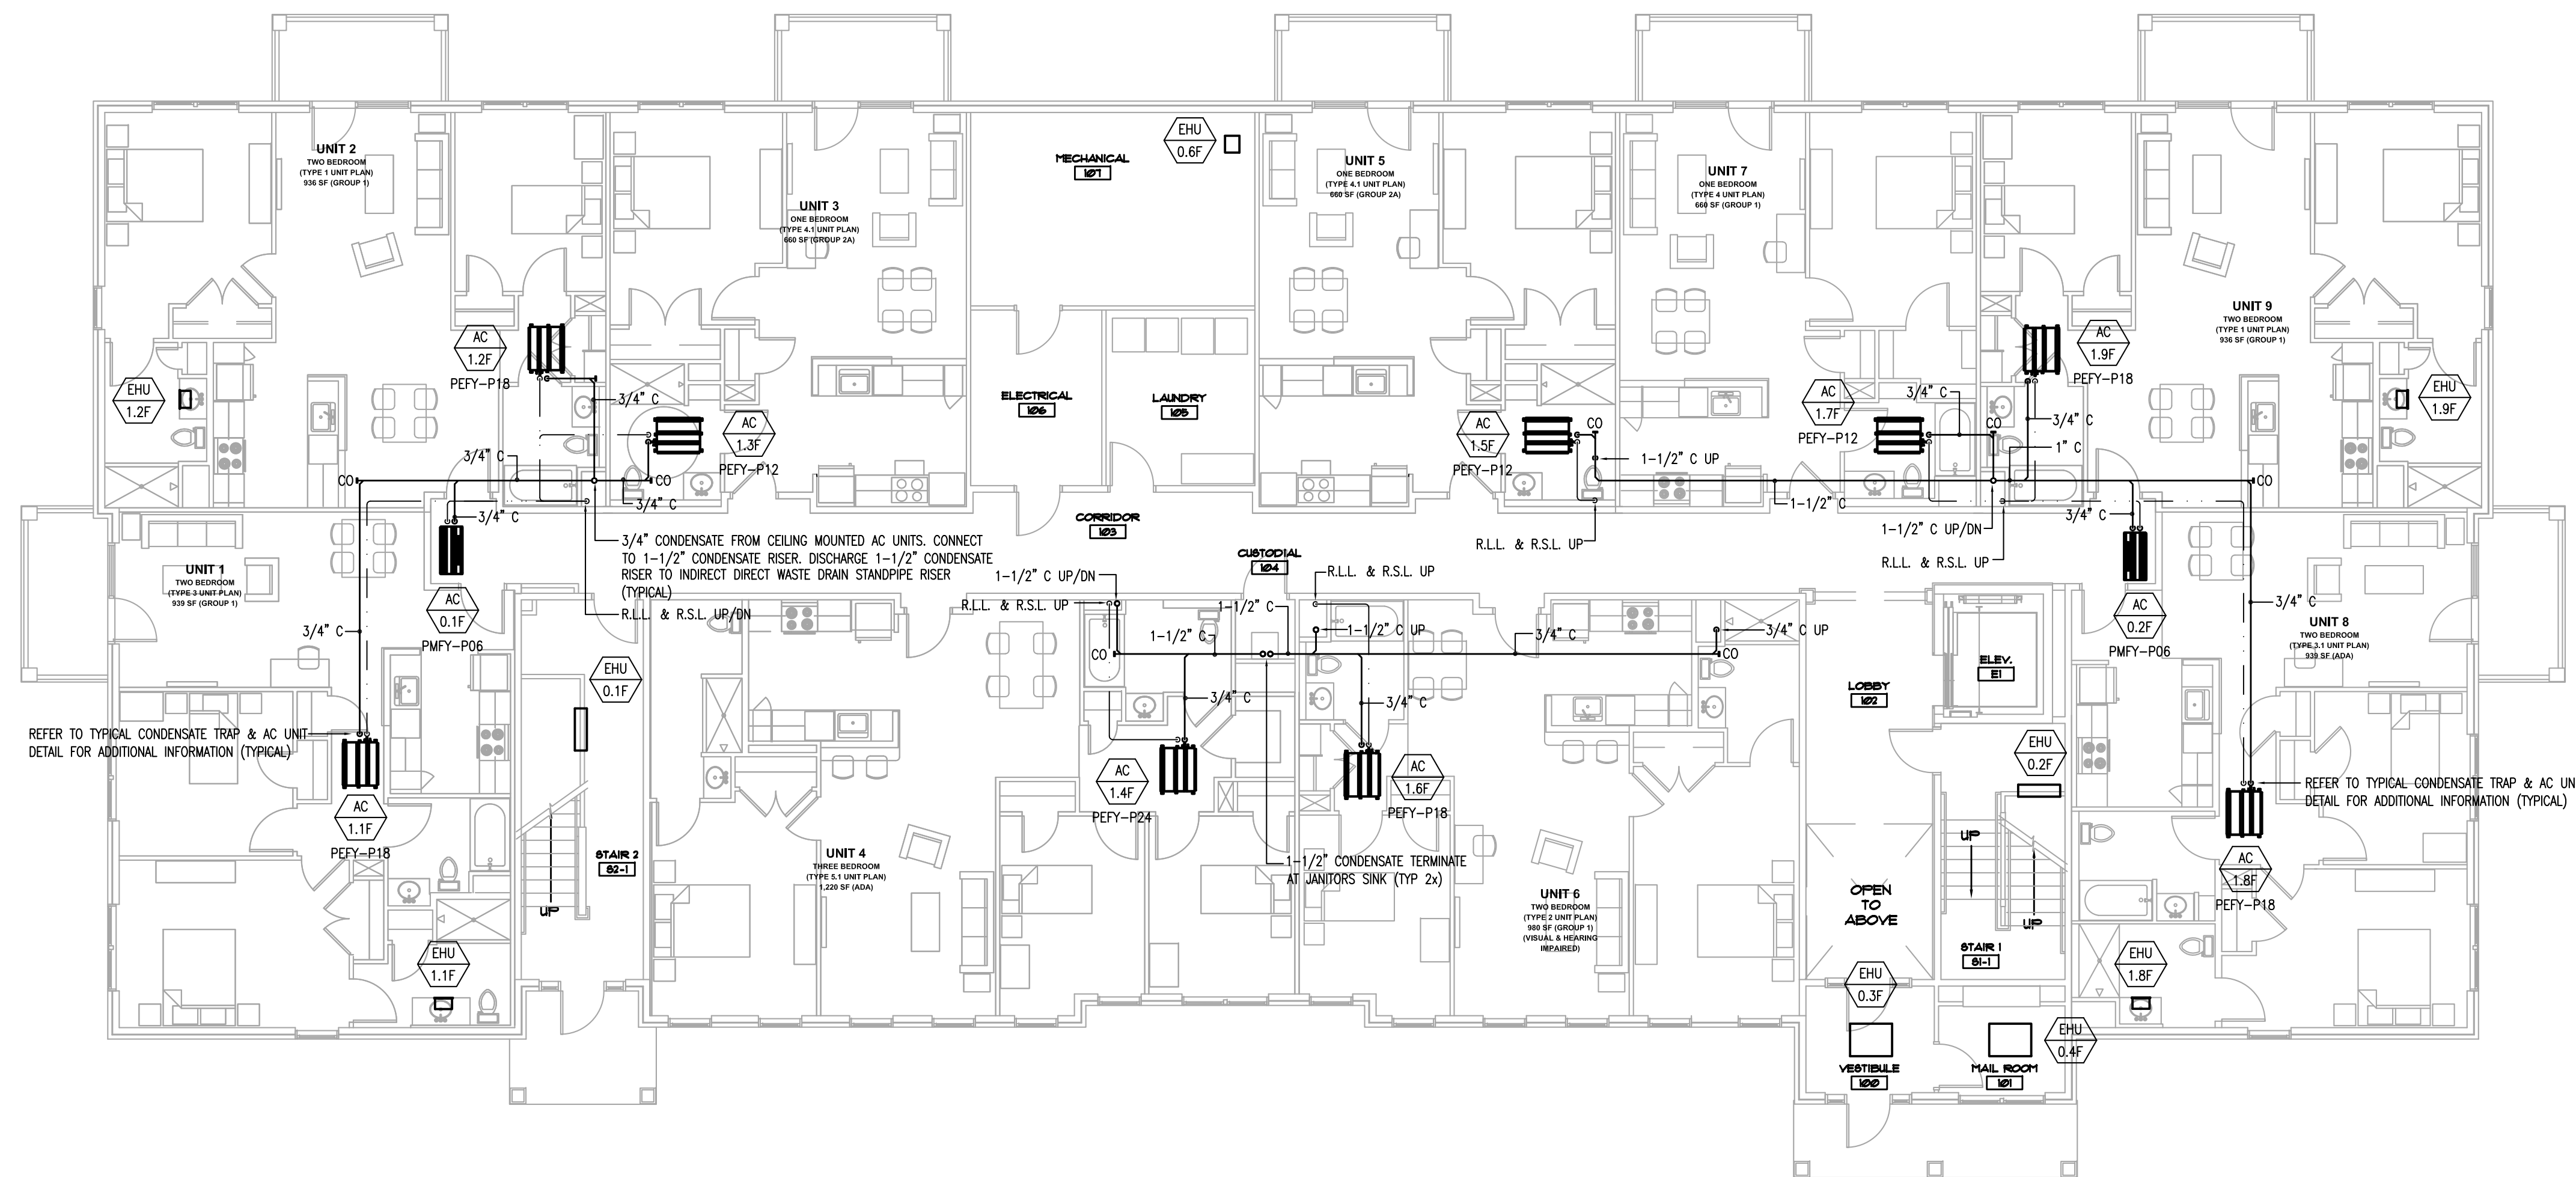 UNIT 2
TWO BEDROOM
(TYPE 1 UNIT PLAN)
936 SF (GROUP 1)
UNIT 3
ONE BEDROOM
(TYPE 4.1 UNIT PLAN)
660 SF (GROUP 2A)
MECHANICAL
107
EHU
0.6F
UNIT 5
ONE BEDROOM
(TYPE 4.1 UNIT PLAN)
660 SF (GROUP 2A)
UNIT 7
ONE BEDROOM
(TYPE 4 UNIT PLAN)
660 SF (GROUP 1)
UNIT 9
TWO BEDROOM
(TYPE 1 UNIT PLAN)
936 SF (GROUP 1)
AC
1.2F
PEFY-P18
EHU
1.2F
3/4" C
AC
1.3F
PEFY-P12
ELECTRICAL
106
LAUNDRY
105
AC
1.5F
PEFY-P12
CO
1-1/2" C UP
AC
1.7F
PEFY-P12
3/4" C
CO
AC
1.9F
PEFY-P18
3/4" C
1" C
EHU
1.9F
3/4" C
CO
CO
3/4" C
3/4" C
1-1/2" C
CO
3/4" C
CORRIDOR
103
R.L.L. & R.S.L. UP
1-1/2" C UP/DN
R.L.L. & R.S.L. UP
3/4" CONDENSATE FROM CEILING MOUNTED AC UNITS. CONNECT
TO 1-1/2" CONDENSATE RISER. DISCHARGE 1-1/2" CONDENSATE
RISER TO INDIRECT DIRECT WASTE DRAIN STANDPIPE RISER
(TYPICAL)
R.L.L. & R.S.L. UP/DN
CUSTODIAL
104
UNIT 1
TWO BEDROOM
(TYPE 3 UNIT PLAN)
939 SF (GROUP 1)
AC
0.1F
PMFY-P06
3/4" C
1-1/2" C UP/DN
R.L.L. & R.S.L. UP
R.L.L. & R.S.L. UP
1-1/2" C
1-1/2" C
1-1/2" C UP
3/4" C
3/4" C UP
CO
CO
AC
0.2F
PMFY-P06
3/4" C
UNIT 8
TWO BEDROOM
(TYPE 3.1 UNIT PLAN)
939 SF (ADA)
EHU
0.1F
ELEV.
E1
LOBBY
102
3/4" C
3/4" C
REFER TO TYPICAL CONDENSATE TRAP & AC UNIT
DETAIL FOR ADDITIONAL INFORMATION (TYPICAL)
AC
1.1F
PEFY-P18
AC
1.4F
PEFY-P24
AC
1.6F
PEFY-P18
EHU
0.2F
REFER TO TYPICAL CONDENSATE TRAP & AC UN
DETAIL FOR ADDITIONAL INFORMATION (TYPICAL)
AC
1.8F
PEFY-P18
STAIR 2
S2-1
UP
UNIT 4
THREE BEDROOM
(TYPE 5.1 UNIT PLAN)
1,220 SF (ADA)
1-1/2" CONDENSATE TERMINATE
AT JANITORS SINK (TYP 2x)
UNIT 6
TWO BEDROOM
(TYPE 2 UNIT PLAN)
980 SF (GROUP 1)
(VISUAL & HEARING
IMPAIRED)
OPEN
TO
ABOVE
UP
UP
STAIR 1
S1-1
EHU
1.1F
EHU
1.8F
EHU
0.3F
EHU
0.4F
VESTIBULE
100
MAIL ROOM
101